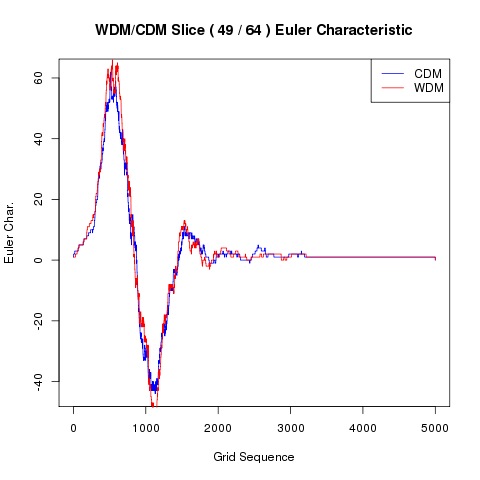 WDM/CDM Slice ( 49 / 64 ) Euler Characteristic
CDM
WDM
Euler Char.
60
40
20
0
-20
-40
0 1000 2000 3000 4000 5000
Grid Sequence